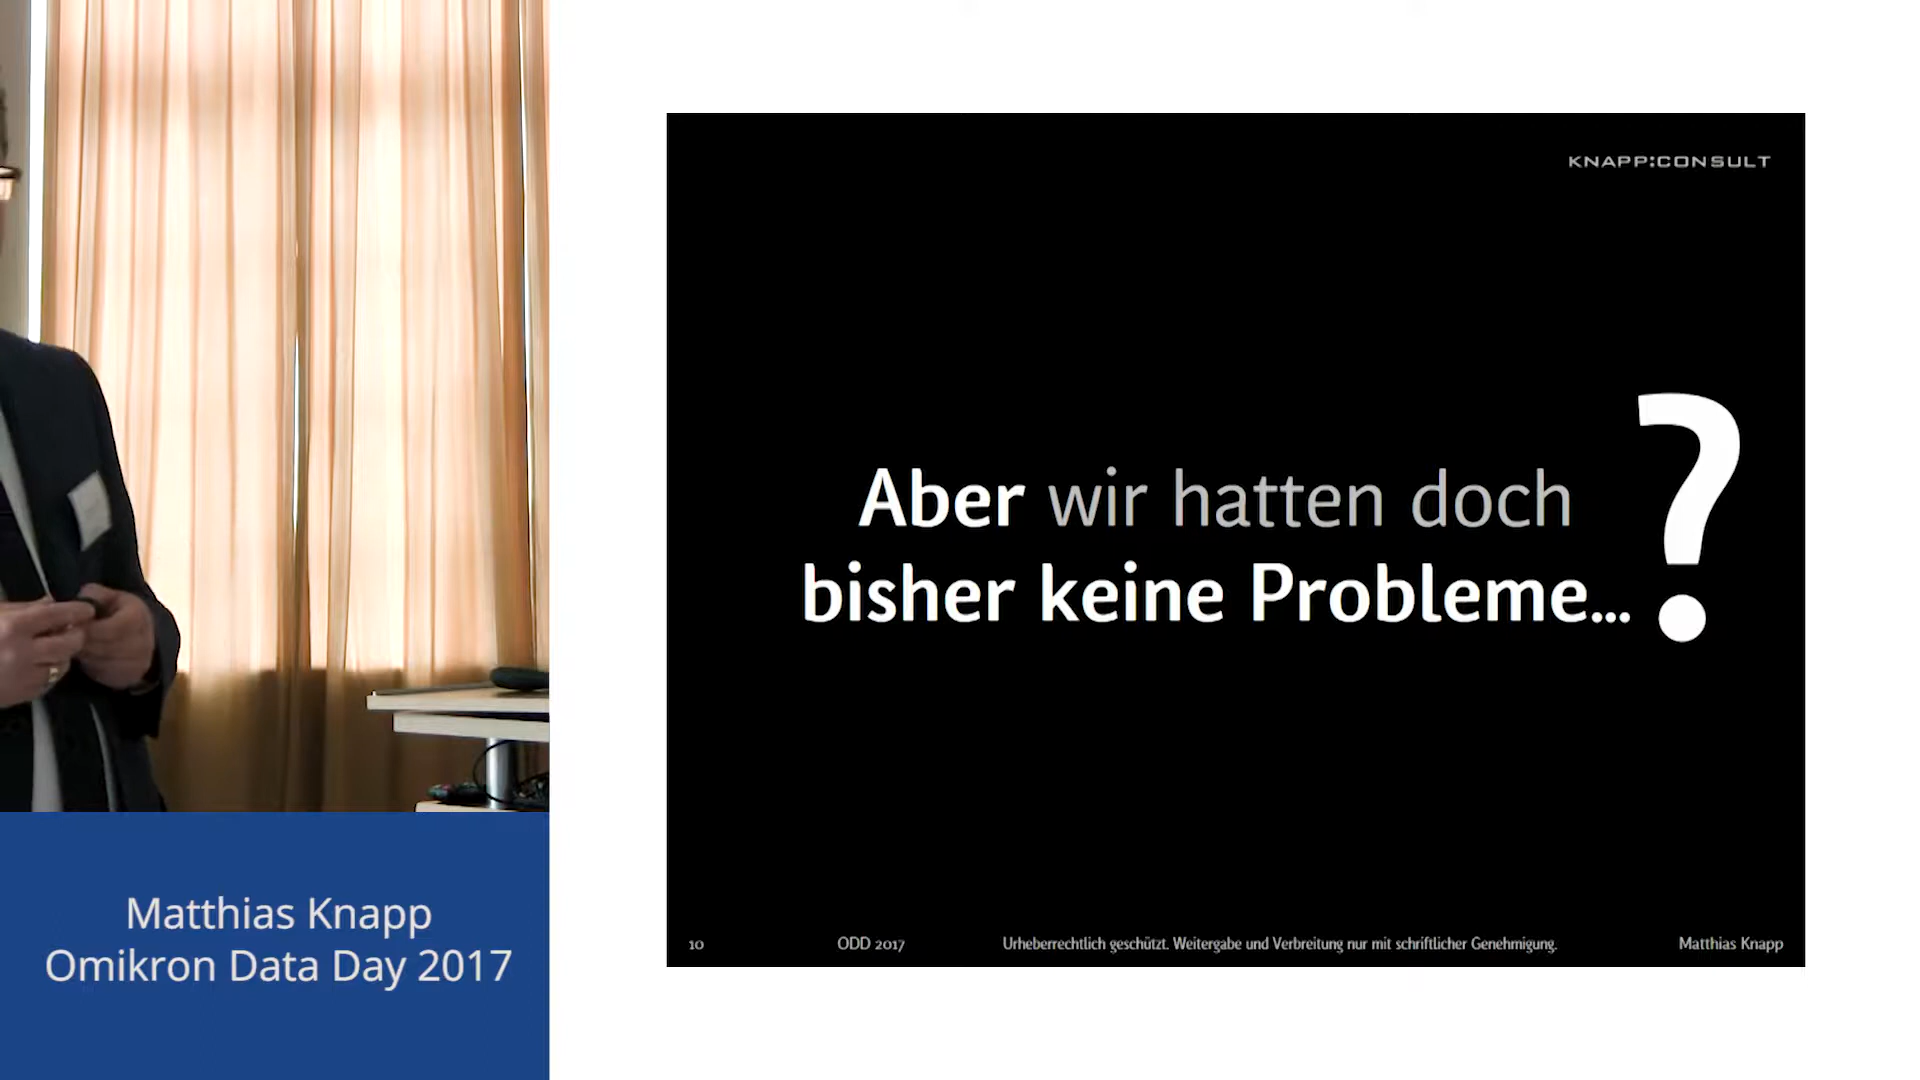 Matthias Knapp
Omikron Data Day 2017
KNAPP:CONSULT
Aber wir hatten doch
bisher keine Probleme...?
10 ODD 2017 Urheberrechtlich geschützt. Weitergabe und Verbreitung nur mit schriftlicher Genehmigung. Matthias Knapp